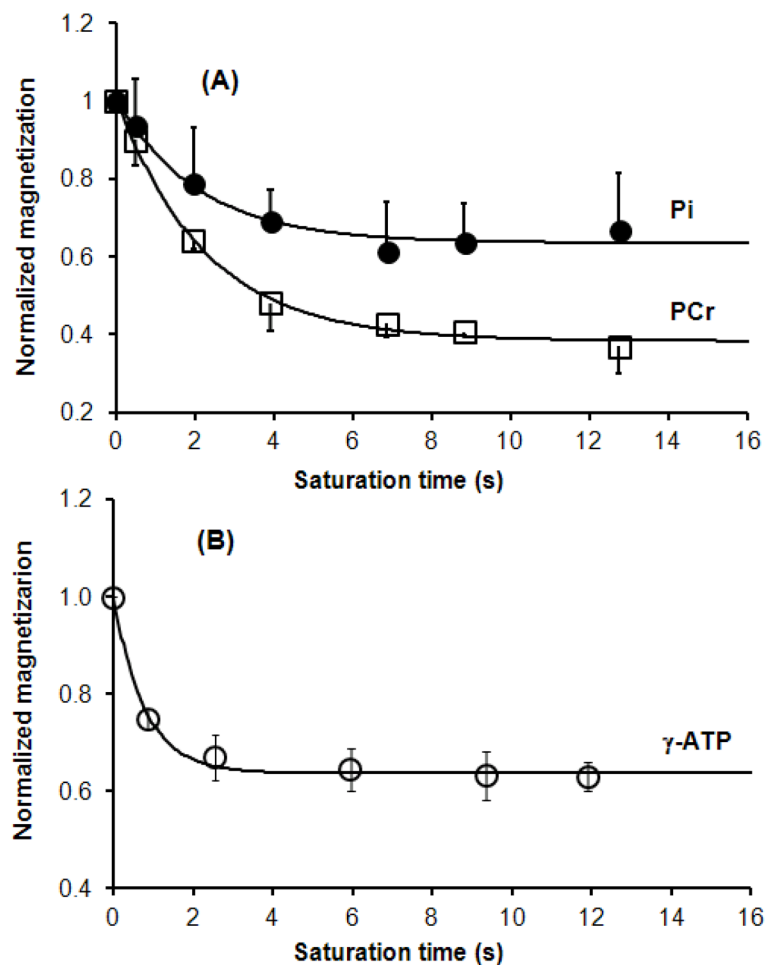 1.2
(A)
1
0.8
Pi
0.6
PCr
0.4
0.2
0 2 4 6 8 10 12 14 16
Normalized magnetization
Saturation time (s)
1.2
(B)
1.0
0.8
γ-ATP
0.6
0.4
0 2 4 6 8 10 12 14 16
Normalized magnetizarion
Saturation time (s)